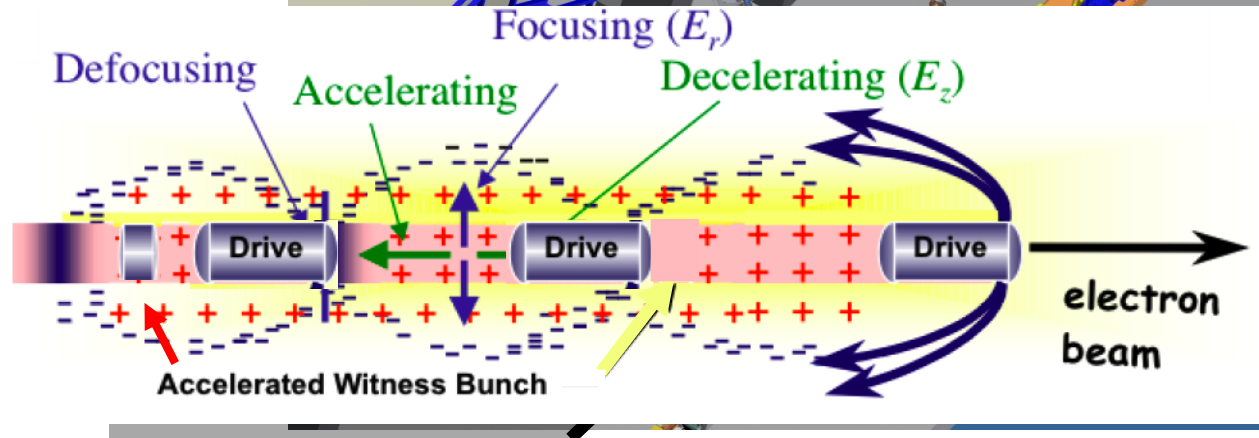 Focusing (E_r)
Defocusing
Accelerating
Decelerating (E_z)
Drive
Drive
Drive
electron
beam
Accelerated Witness Bunch